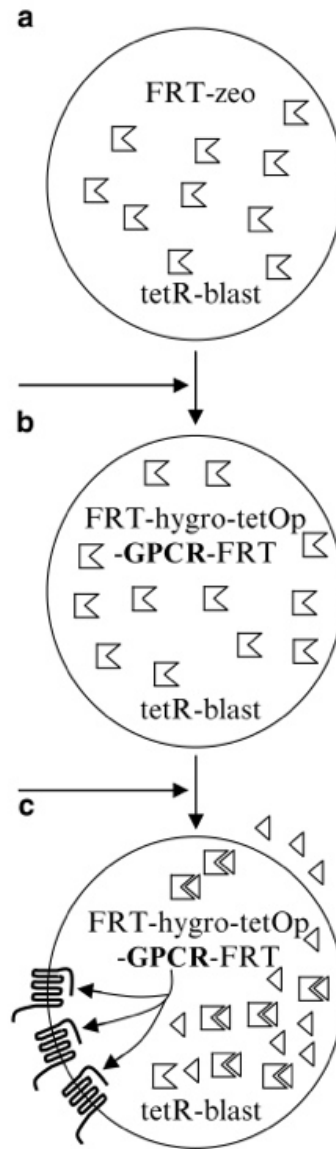 a
FRT-zeo
tetR-blast
b
FRT-hygro-tetOp
-GPCR-FRT
tetR-blast
c
FRT-hygro-tetOp
-GPCR-FRT
tetR-blast